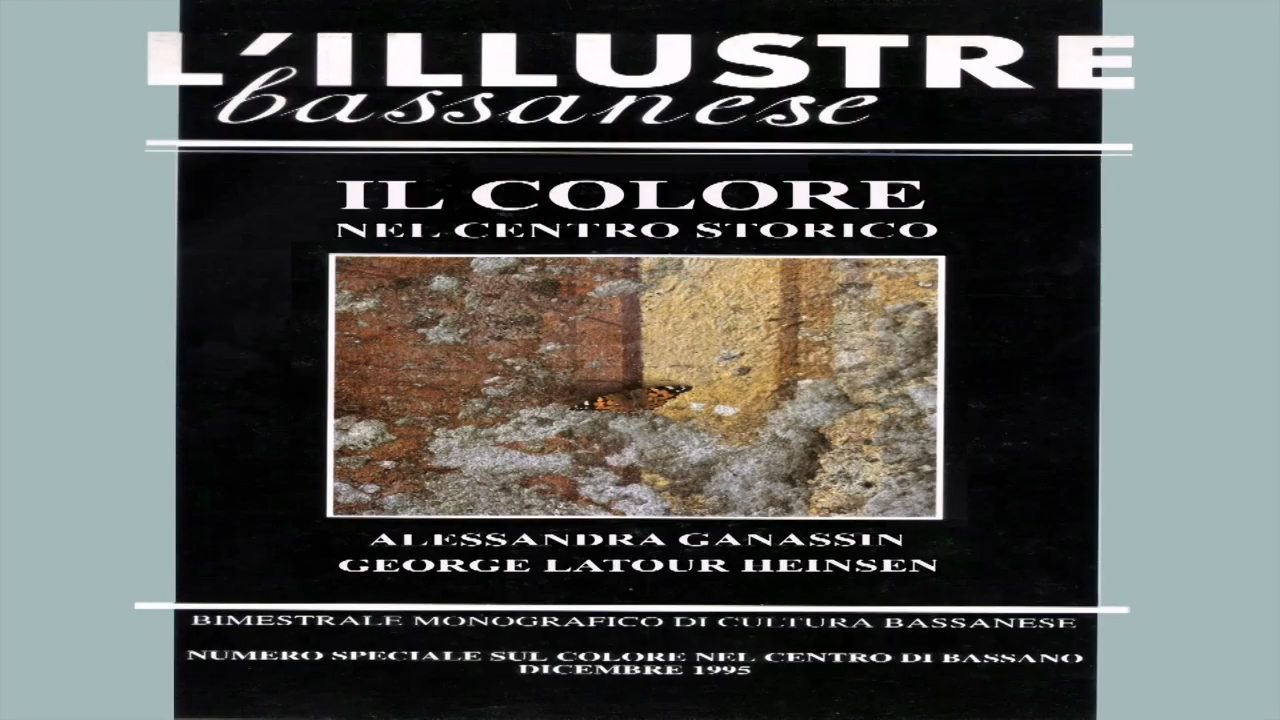 L'ILLUSTRE
bassanese
IL COLORE
NEL CENTRO STORICO
ALESSANDRA GANASSIN
GEORGE LATOUR HEINSEN
BIMESTRALE MONOGRAFICO DI CULTURA BASSANESE
NUMERO SPECIALE SUL COLORE NEL CENTRO DI BASSANO
DICEMBRE 1995